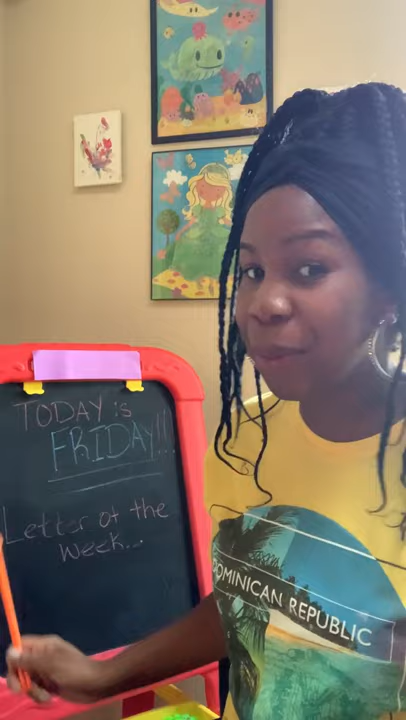 TODAY is
FRIDAY!!!
Letter of the
Week...
DOMINICAN REPUBLIC